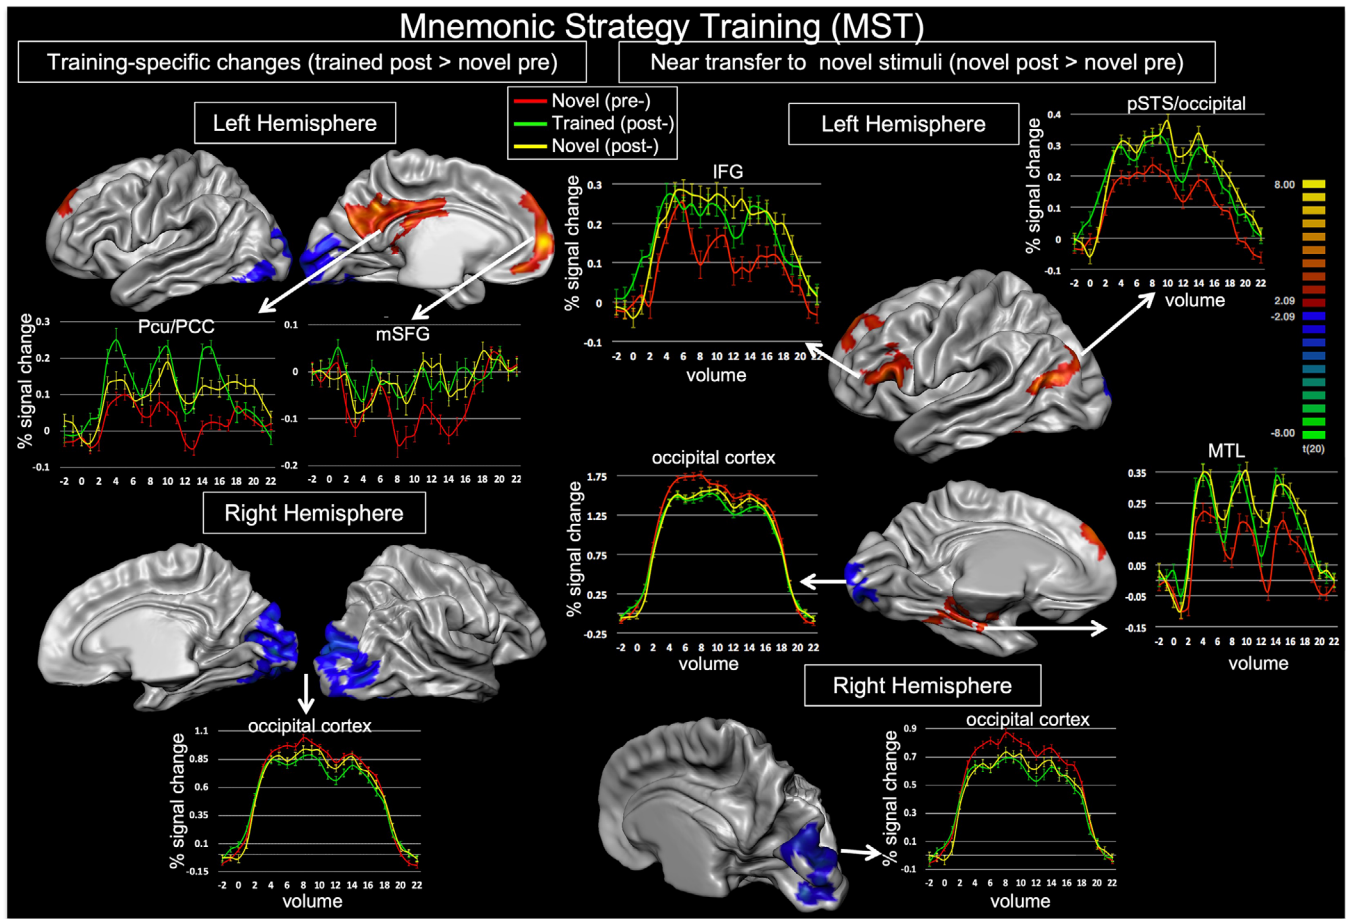 Mnemonic Strategy Training (MST)
Training-specific changes (trained post > novel pre)
Near transfer to  novel stimuli (novel post > novel pre)
Left Hemisphere
Novel (pre-)
Trained (post-)
Novel (post-)
Left Hemisphere
pSTS/occipital
% signal change
0.4
0.3
0.2
0.1
0
-0.1
-2 0 2 4 6 8 10 12 14 16 18 20 22
volume
IFG
% signal change
0.3
0.2
0.1
0
-0.1
-2 0 2 4 6 8 10 12 14 16 18 20 22
volume
8.00
2.09
-2.09
-8.00
t(20)
Pcu/PCC
% signal change
0.3
0.2
0.1
0
-0.1
-2 0 2 4 6 8 10 12 14 16 18 20 22
mSFG
0.1
0
-0.1
-0.2
-2 0 2 4 6 8 10 12 14 16 18 20 22
occipital cortex
% signal change
1.75
1.25
0.75
0.25
-0.25
-2 0 2 4 6 8 10 12 14 16 18 20 22
volume
MTL
% signal change
0.35
0.25
0.15
0.05
-0.05
-0.15
-2 0 2 4 6 8 10 12 14 16 18 20 22
volume
Right Hemisphere
occipital cortex
% signal change
1.1
0.85
0.6
0.35
0.1
-0.15
-2 0 2 4 6 8 10 12 14 16 18 20 22
volume
Right Hemisphere
occipital cortex
% signal change
0.9
0.7
0.5
0.3
0.1
-0.1
-2 0 2 4 6 8 10 12 14 16 18 20 22
volume